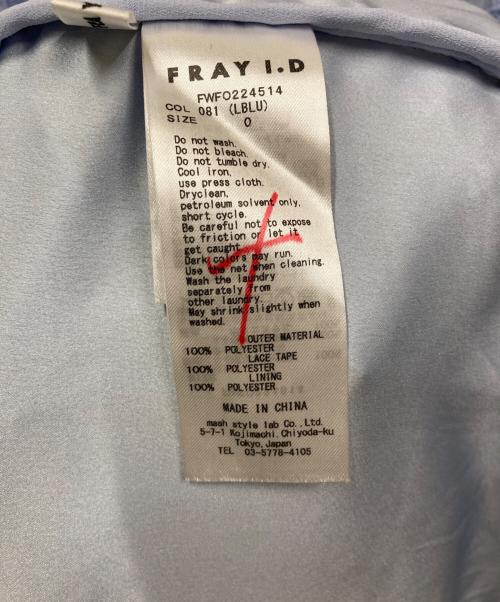 FRAY I.D
FWFO224514
COL 081 (LBLU)
SIZE 0
Do not wash.
Do not bleach.
Do not tumble dry.
Cool iron,
use press cloth.
Dryclean,
petroleum solvent only,
short cycle.
Be careful not to expose
to friction or let it
get caught.
Dark colors may run.
Use the net when cleaning.
Wash the laundry
separately from
other laundry.
May shrink slightly when
washed.
OUTER MATERIAL
100% POLYESTER
LACE TAPE
100% POLYESTER
LINING
100% POLYESTER
MADE IN CHINA
mash style lab Co.,Ltd.
5-7-1 Kojimachi,Chiyoda-ku
Tokyo,Japan
TEL 03-5778-4105